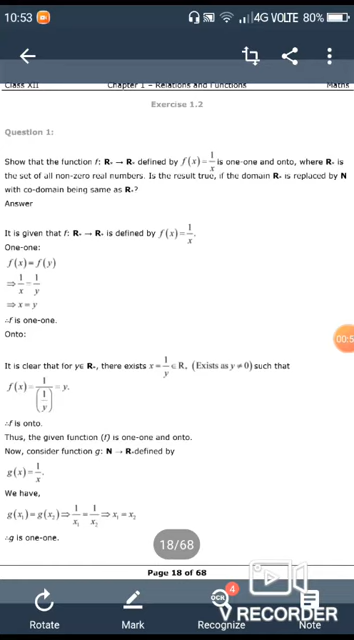 10:53 4G VOLTE 80%
Class XII Chapter 1 – Relations and Functions Maths
Exercise 1.2
Question 1:
Show that the function f: R* → R* defined by f(x) = 1/x is one-one and onto, where R* is
the set of all non-zero real numbers. Is the result true, if the domain R* is replaced by N
with co-domain being same as R*?
Answer
It is given that f: R* → R* is defined by f(x) = 1/x.
One-one:
f(x) = f(y)
⇒ 1/x = 1/y
⇒ x = y
∴f is one-one.
Onto:
It is clear that for y∈ R*, there exists x = 1/y ∈ R* (Exists as y ≠ 0) such that
f(x) = 1/(1/y) = y.
∴f is onto.
Thus, the given function (f) is one-one and onto.
Now, consider function g: N → R*defined by
g(x) = 1/x.
We have,
g(x₁) = g(x₂) ⇒ 1/x₁ = 1/x₂ ⇒ x₁ = x₂
∴g is one-one.
18/68
Page 18 of 68
00:5
4
OCR
RECORDER
Rotate Mark Recognize Note